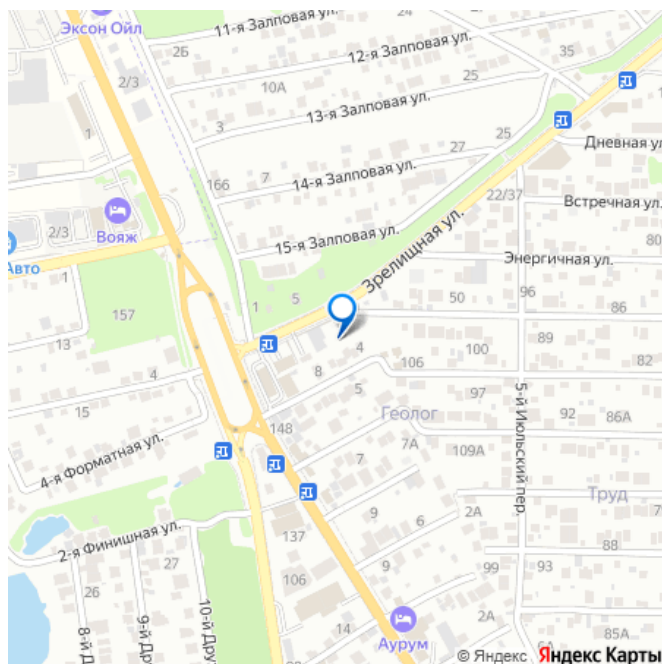 Эксон Ойл
11-я Залповая ул.
2Б
12-я Залповая ул.
35
2/3
10А
25
13-я Залповая ул.
1
3
27
25
Дневная ул
166
7
14-я Залповая ул.
22/37
Встречная ул.
2/3
Вояж
15-я Залповая ул.
Зрелищная ул.
80
Авто
Энергичная ул.
96
157
1
5
50
86
13
4
4
106
100
8
15
5
97
5-й Июльский пер.
92
86А
148
Геолог
7А
109А
4-я Форматная ул.
7
Труд
2-я Финишная ул.
137
9
6
2А
88
26
27
106
9
99
93
8-й Д
9-й Дру
10-й Дру
14
Аурум
2А
6А
85А
© Яндекс Яндекс Карты